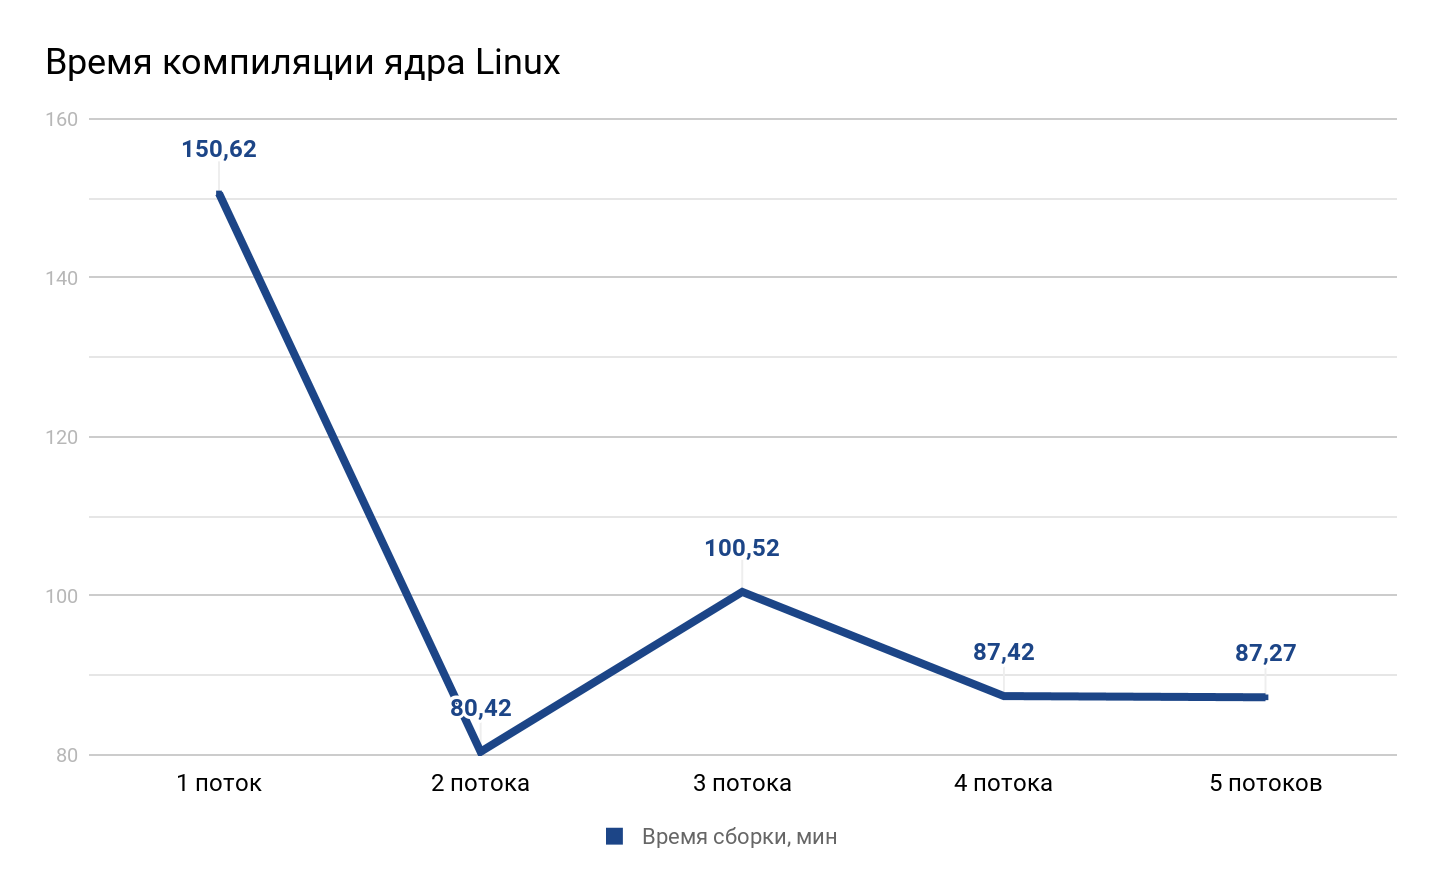 Время компиляции ядра Linux
160
150,62
140
120
100,52
100
87,42
87,27
80,42
80
1 поток
2 потока
3 потока
4 потока
5 потоков
Время сборки, мин